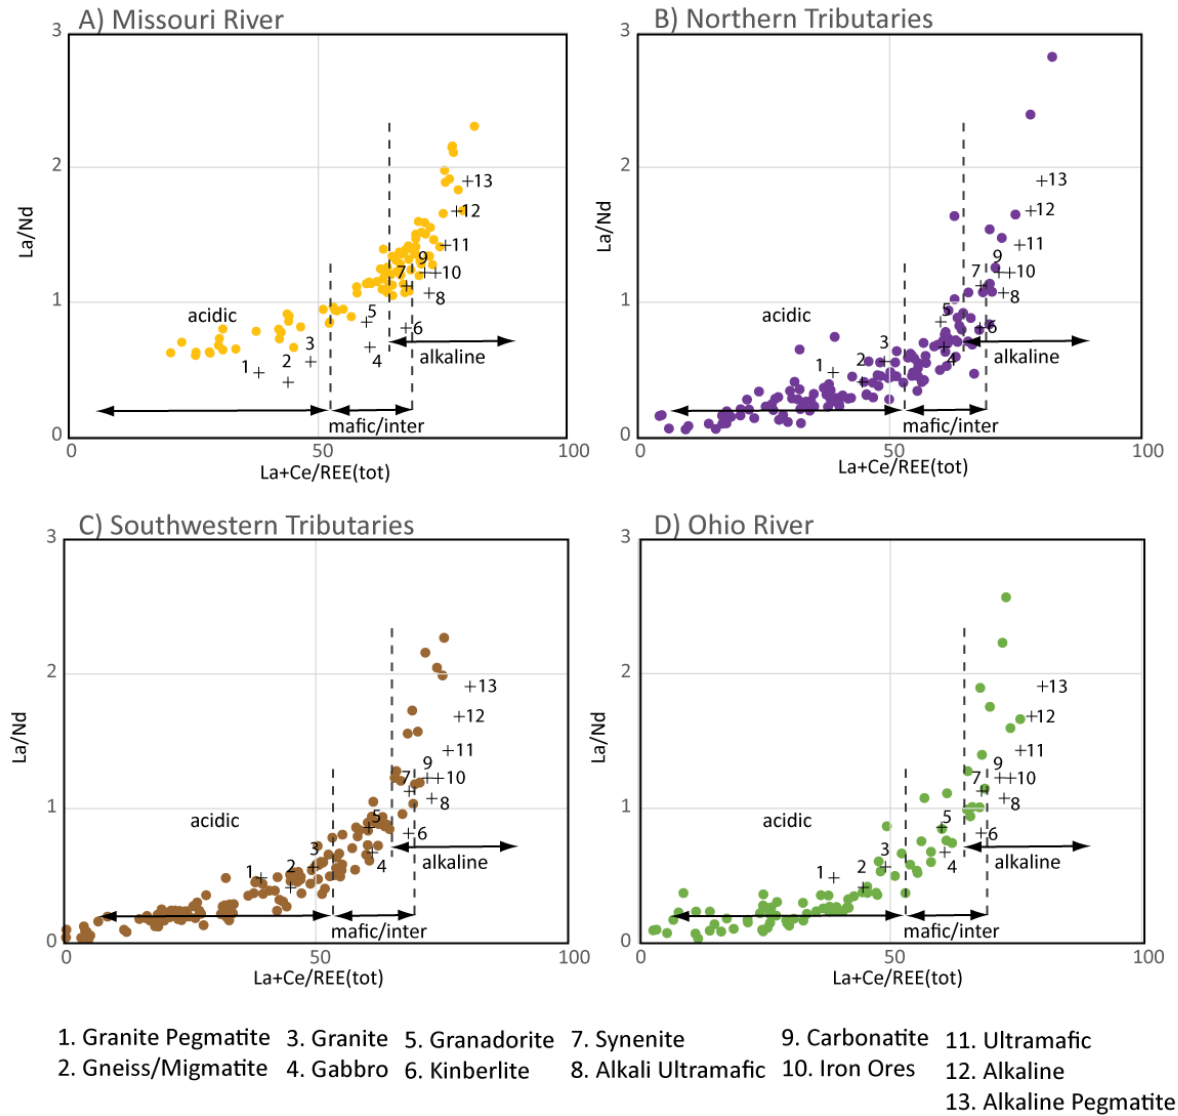 A) Missouri River
3
2
1
0
La/Nd
acidic
1
2
3
4
5
6
7
8
9
10
11
12
13
alkaline
mafic/inter
0
50
100
La+Ce/REE(tot)
B) Northern Tributaries
3
2
1
0
La/Nd
acidic
1
2
3
4
5
6
7
8
9
10
11
12
13
alkaline
mafic/inter
50
100
La+Ce/REE(tot)
C) Southwestern Tributaries
3
2
1
0
La/Nd
acidic
1
2
3
4
5
6
7
8
9
10
11
12
13
alkaline
mafic/inter
0
50
100
La+Ce/REE(tot)
D) Ohio River
3
2
1
0
La/Nd
acidic
1
2
3
4
5
6
7
8
9
10
11
12
13
alkaline
mafic/inter
0
50
100
La+Ce/REE(tot)
1. Granite Pegmatite 3. Granite 5. Granadorite 7. Synenite 9. Carbonatite 11. Ultramafic
2. Gneiss/Migmatite 4. Gabbro 6. Kinberlite 8. Alkali Ultramafic 10. Iron Ores 12. Alkaline
13. Alkaline Pegmatite